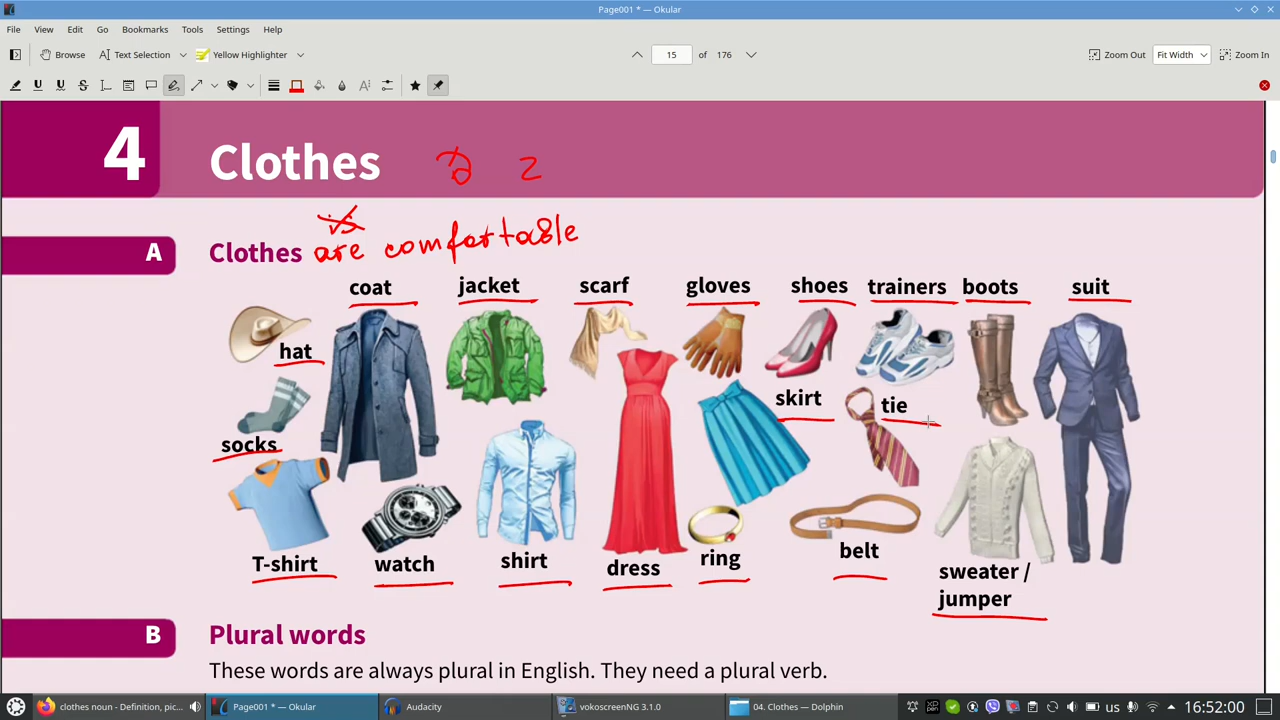 Page001 * — Okular
File View Edit Go Bookmarks Tools Settings Help
Browse Text Selection Yellow Highlighter 15 of 176 Zoom Out Fit Width Zoom In
4 Clothes
is
A Clothes are comfortable
coat jacket scarf gloves shoes trainers boots suit
hat
skirt tie
socks
T-shirt watch shirt dress ring belt
sweater /
jumper
B Plural words
These words are always plural in English. They need a plural verb.
clothes noun - Definition, pic... Page001 * — Okular Audacity vokoscreenNG 3.1.0 04. Clothes — Dolphin us 16:52:00